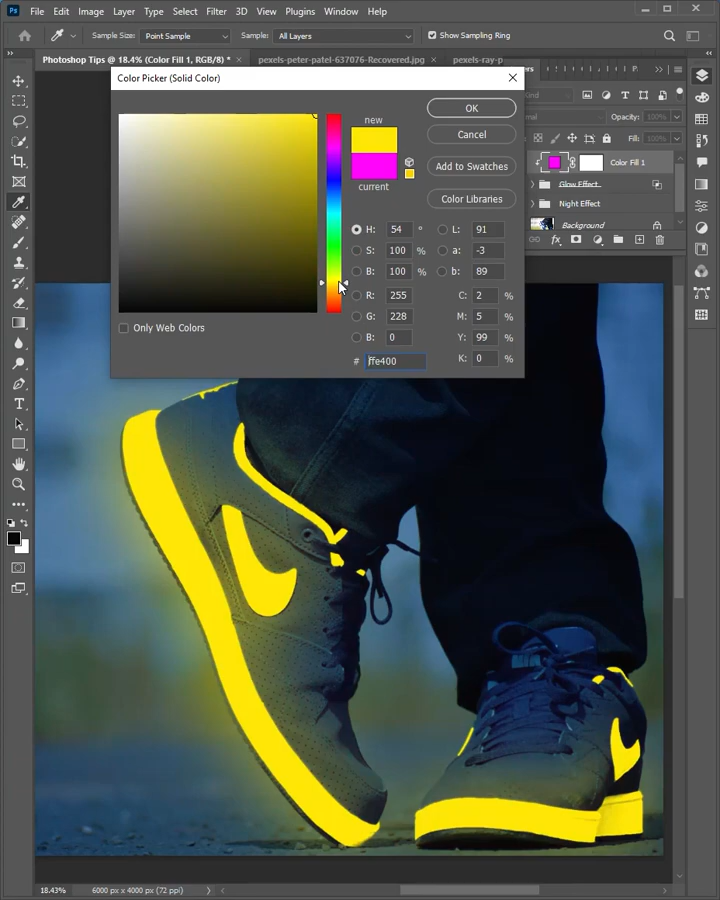 Ps File Edit Image Layer Type Select Filter 3D View Plugins Window Help
Sample Size: Point Sample Sample: All Layers Show Sampling Ring
Photoshop Tips @ 18.4% (Color Fill 1, RGB/8) * × pexels-peter-patel-637076-Recovered.jpg × pexels-ray-p
Color Picker (Solid Color)
new
current
OK
Cancel
Add to Swatches
Color Libraries
H: 54 ° L: 91
S: 100 % a: -3
B: 100 % b: 89
R: 255 C: 2 %
G: 228 M: 5 %
B: 0 Y: 99 %
# ffe400 K: 0 %
Only Web Colors
Opacity: 100%
Fill: 100%
Color Fill 1
Glow Effect
Night Effect
Background
fx
T
18.43% 6000 px x 4000 px (72 ppi)